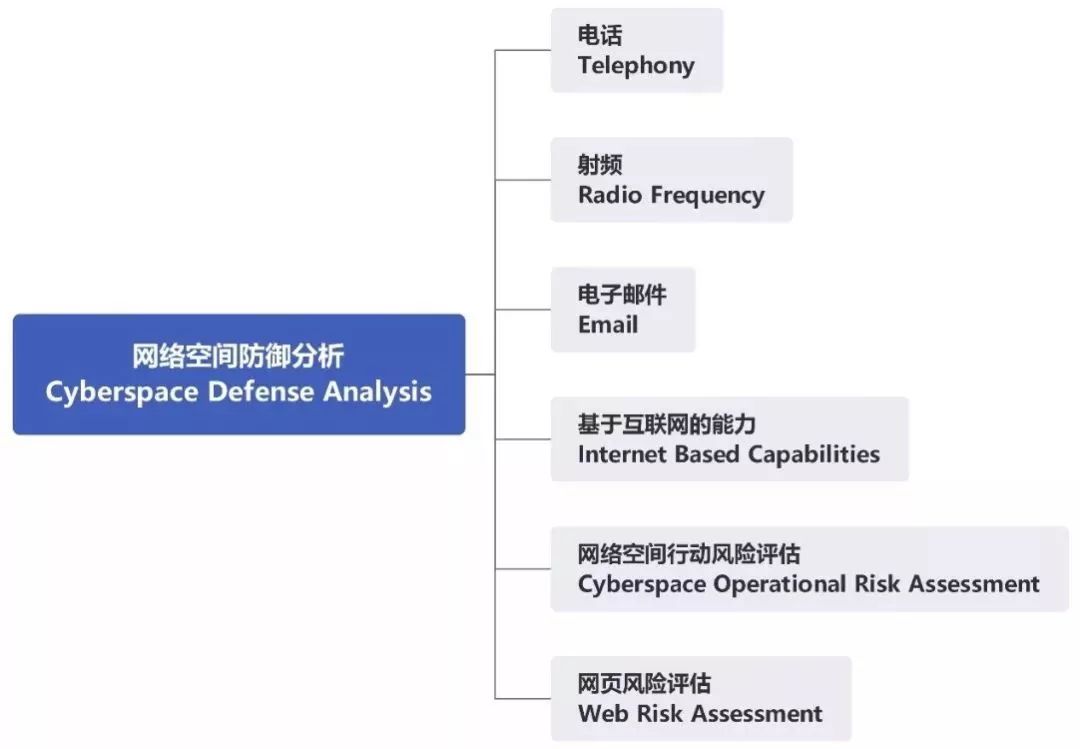 电话
Telephony
射频
Radio Frequency
电子邮件
Email
网络空间防御分析
Cyberspace Defense Analysis
基于互联网的能力
Internet Based Capabilities
网络空间行动风险评估
Cyberspace Operational Risk Assessment
网页风险评估
Web Risk Assessment